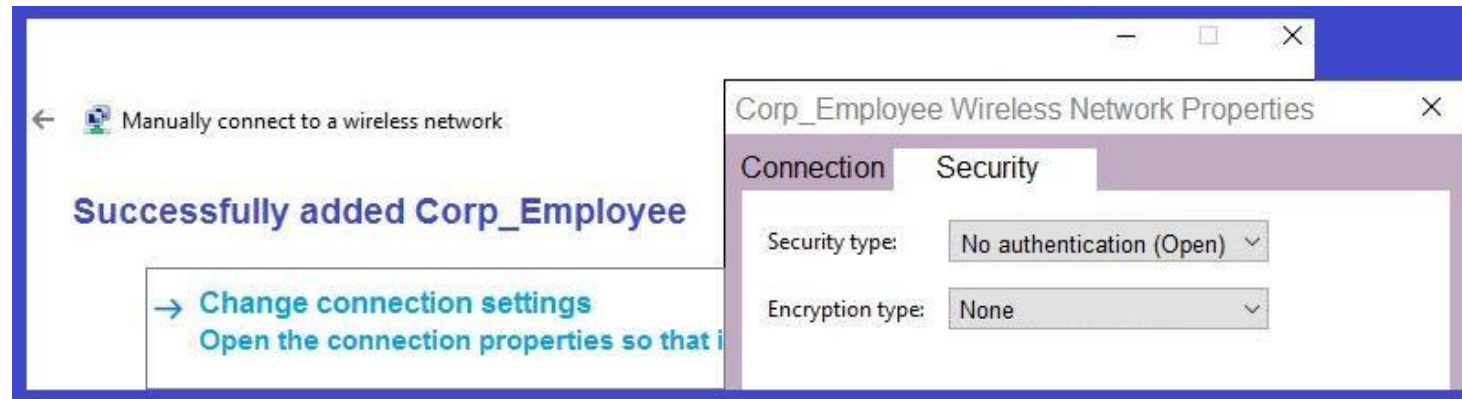 Manually connect to a wireless network
Successfully added Corp_Employee
Change connection settings
Open the connection properties so that i
Corp_Employee Wireless Network Properties
Connection Security
Security type: No authentication (Open)
Encryption type: None